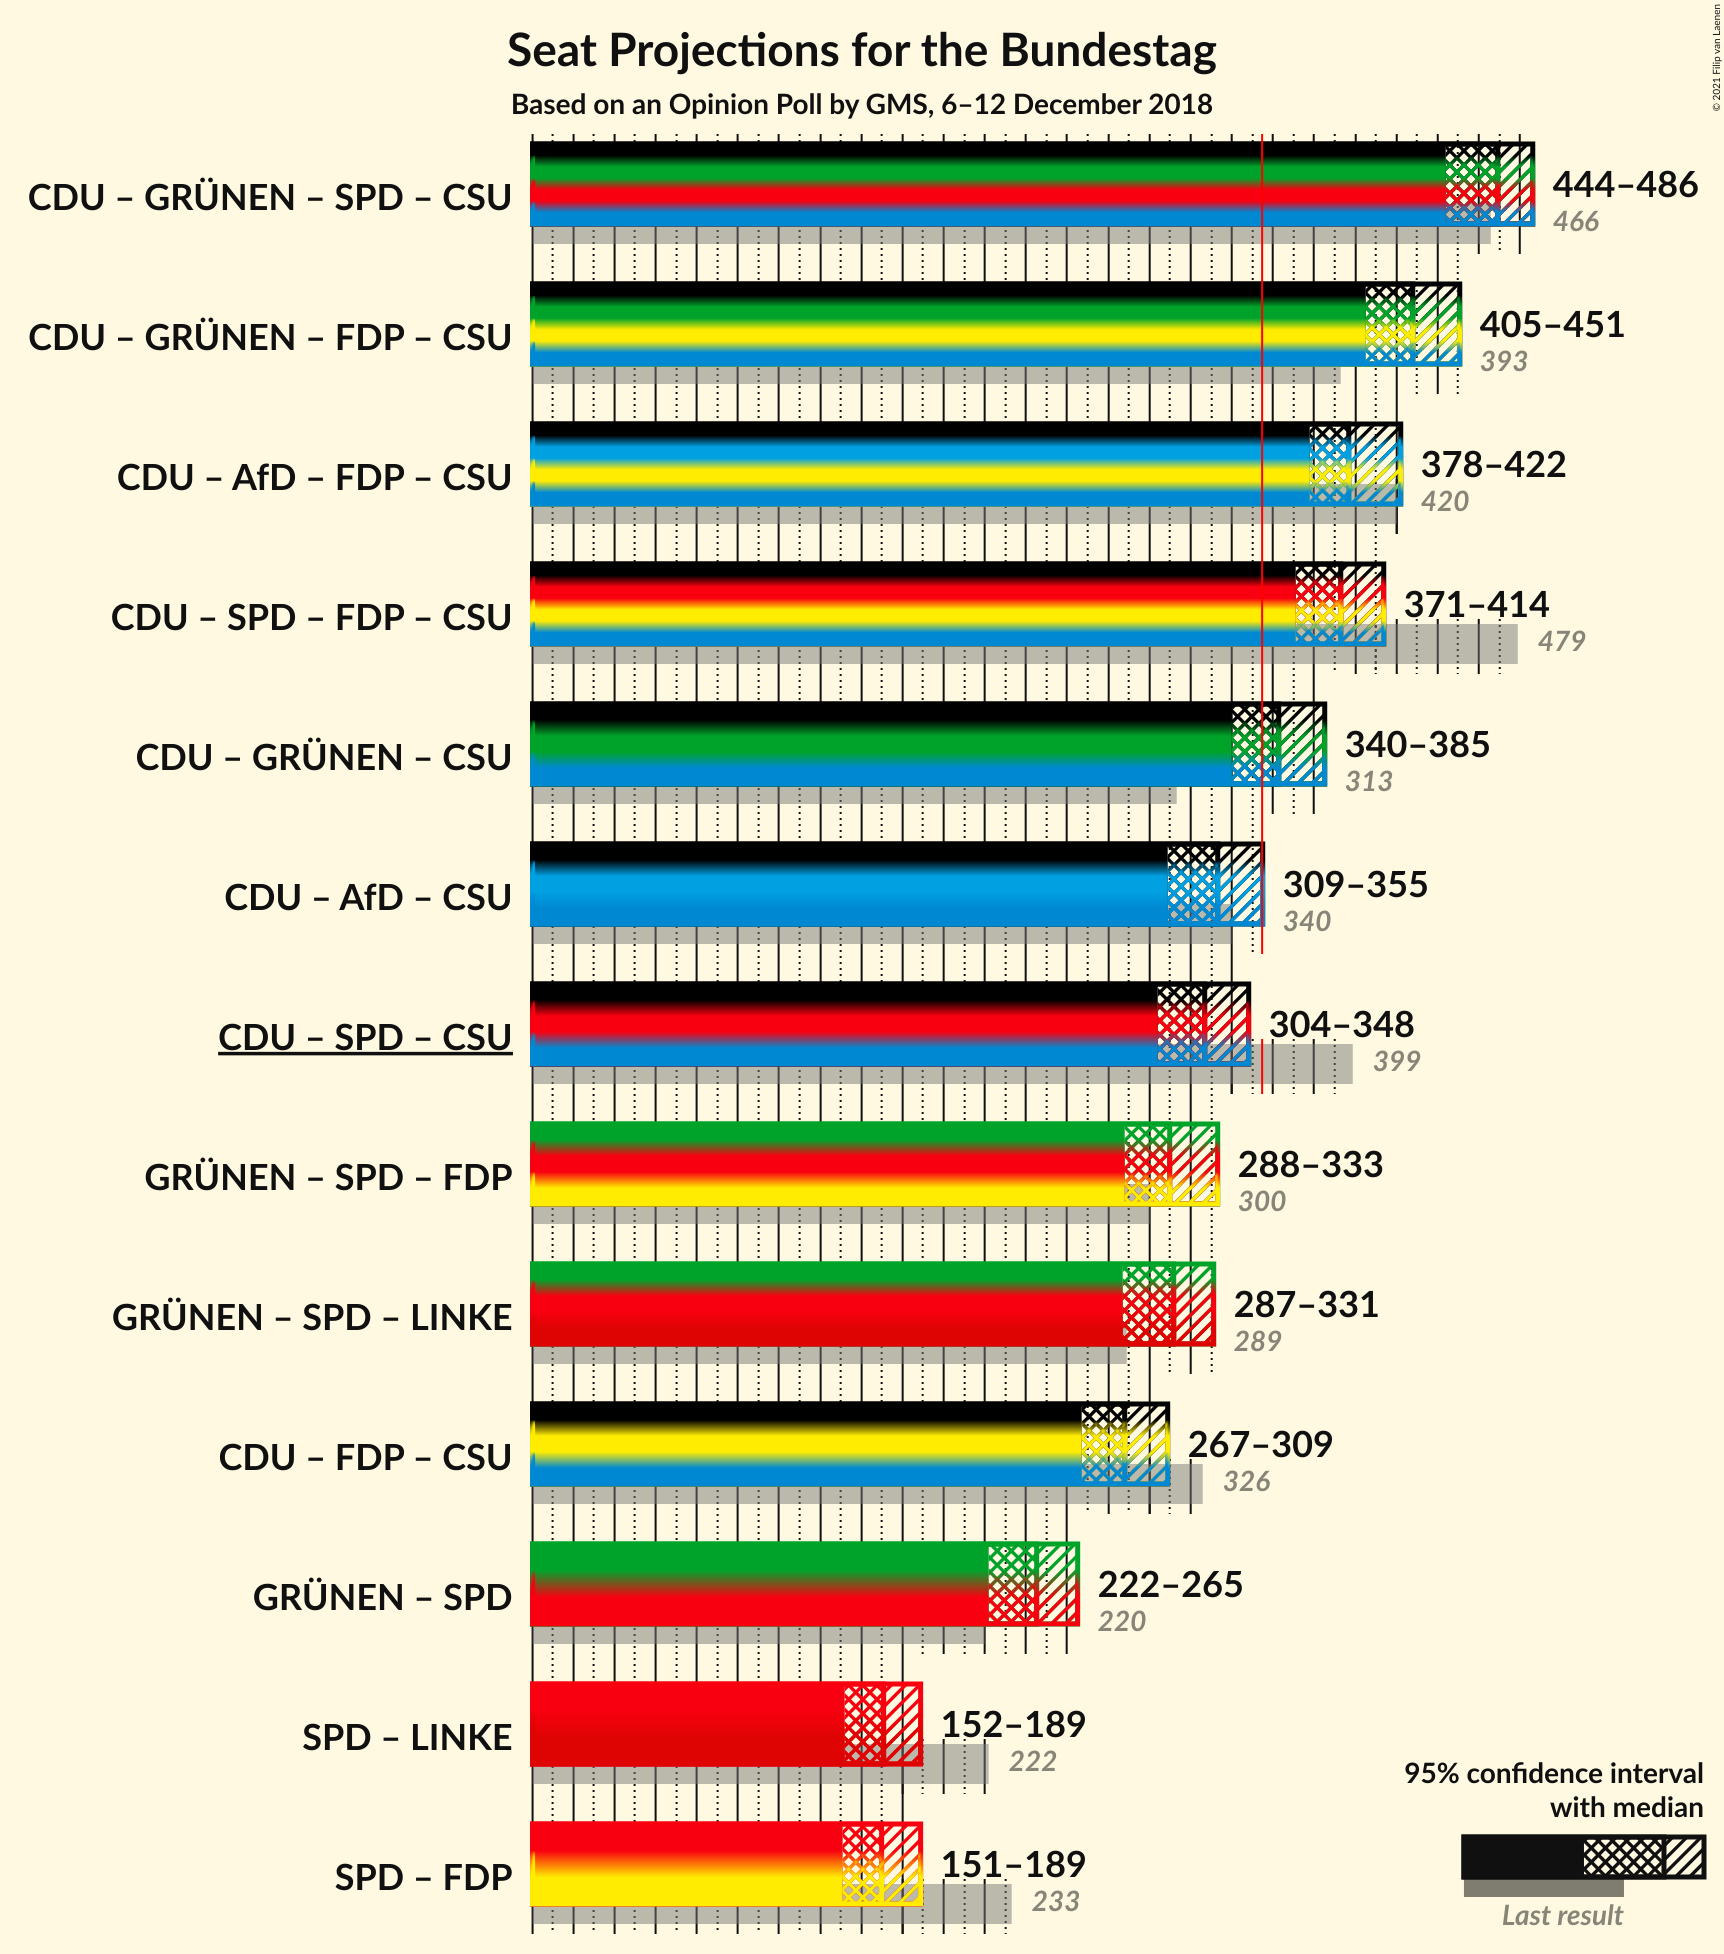 Seat Projections for the Bundestag
Based on an Opinion Poll by GMS, 6–12 December 2018
© 2021 Filip van Laenen
CDU – GRÜNEN – SPD – CSU
444–486
466
CDU – GRÜNEN – FDP – CSU
405–451
393
CDU – AfD – FDP – CSU
378–422
420
CDU – SPD – FDP – CSU
371–414
479
CDU – GRÜNEN – CSU
340–385
313
CDU – AfD – CSU
309–355
340
CDU – SPD – CSU
304–348
399
GRÜNEN – SPD – FDP
288–333
300
GRÜNEN – SPD – LINKE
287–331
289
CDU – FDP – CSU
267–309
326
GRÜNEN – SPD
222–265
220
SPD – LINKE
152–189
222
SPD – FDP
151–189
233
95% confidence interval
with median
Last result